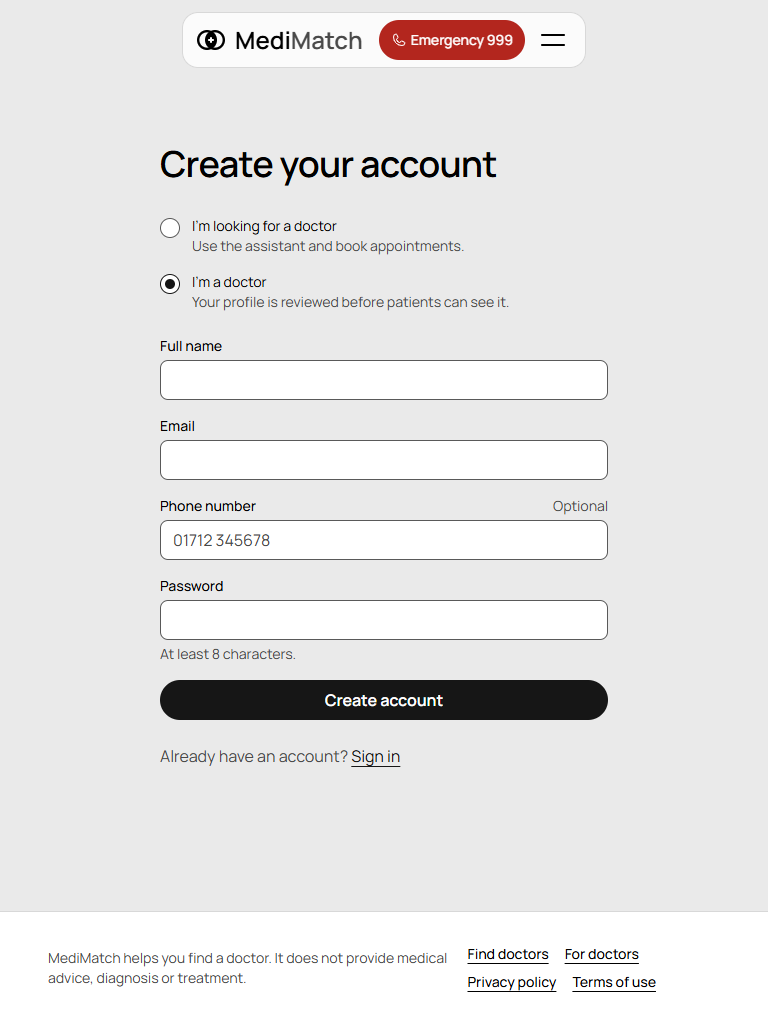 MediMatch
Emergency 999
Create your account
I'm looking for a doctor
Use the assistant and book appointments.
I'm a doctor
Your profile is reviewed before patients can see it.
Full name
Email
Phone number Optional
01712 345678
Password
At least 8 characters.
Create account
Already have an account? Sign in
MediMatch helps you find a doctor. It does not provide medical
advice, diagnosis or treatment.
Find doctors For doctors
Privacy policy Terms of use